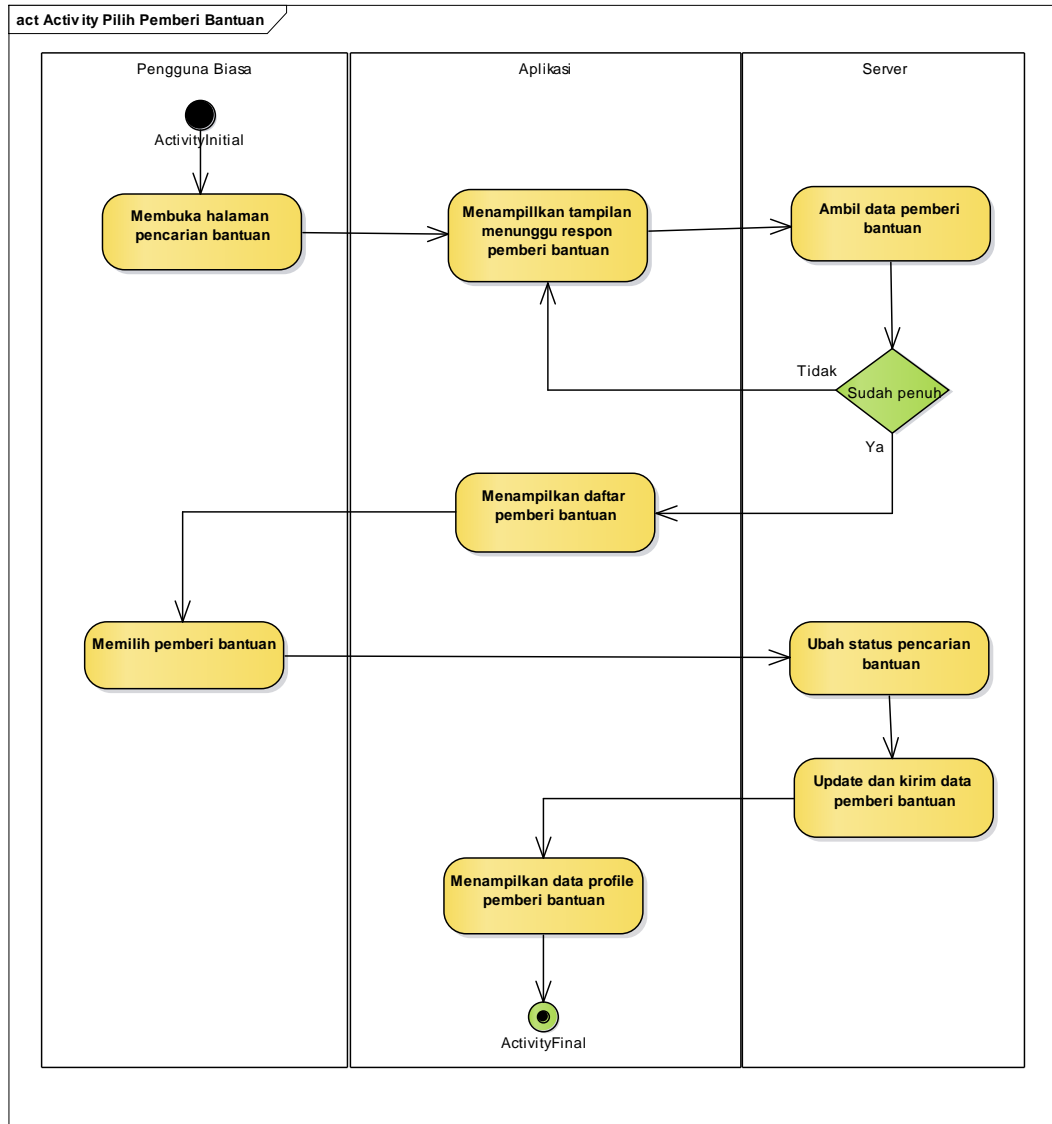 act Activity Pilih Pemberi Bantuan
Pengguna Biasa
Aplikasi
Server
ActivityInitial
Membuka halaman
pencarian bantuan
Menampillkan tampilan
menunggu respon
pemberi bantuan
Ambil data pemberi
bantuan
Tidak
Sudah penuh
Ya
Menampilkan daftar
pemberi bantuan
Memilih pemberi bantuan
Ubah status pencarian
bantuan
Update dan kirim data
pemberi bantuan
Menampilkan data profile
pemberi bantuan
ActivityFinal